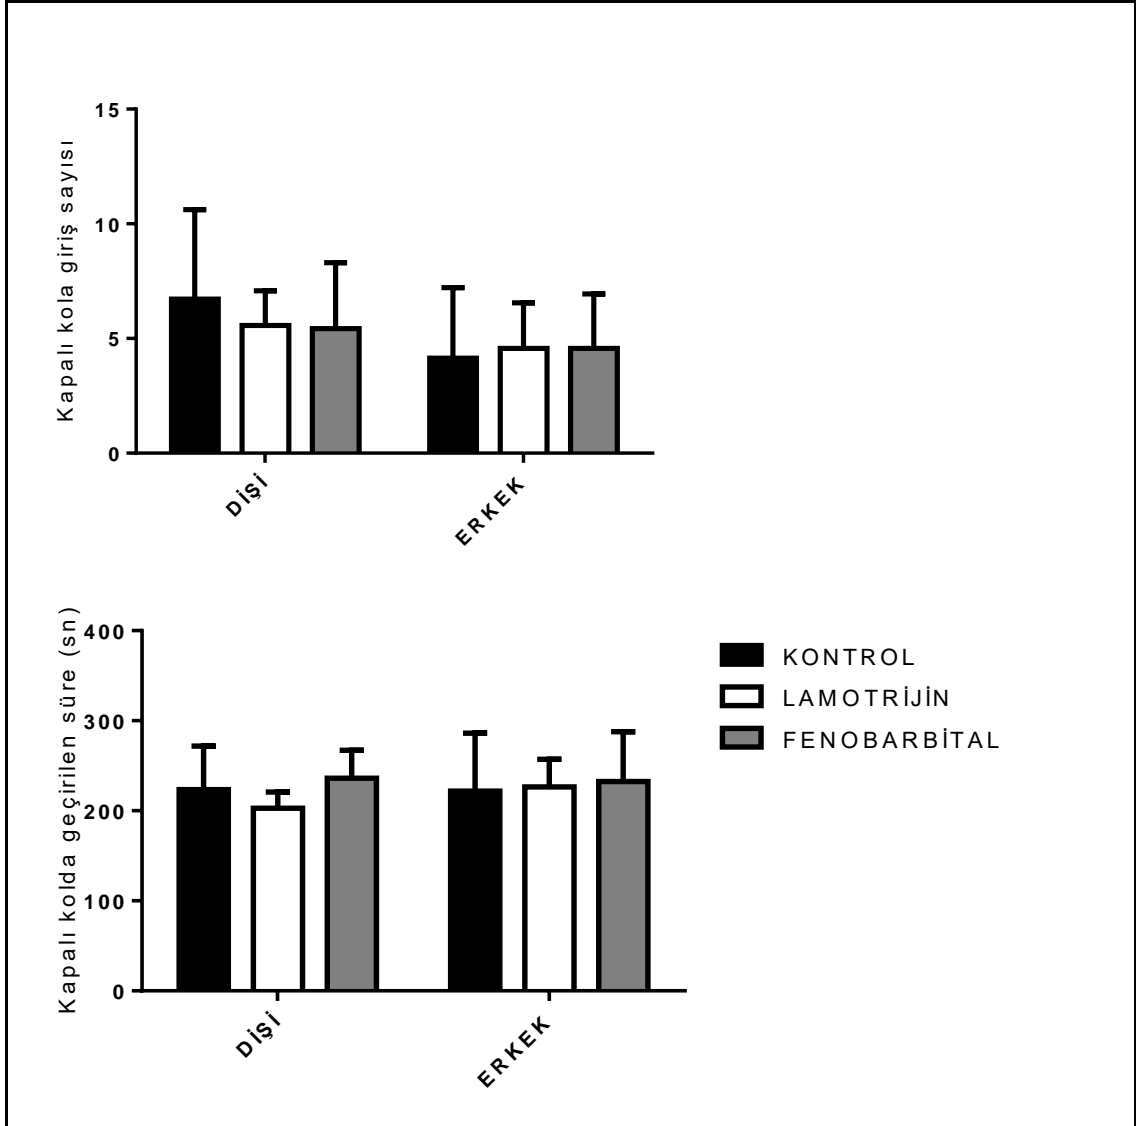 Kapalı kola giriş sayısı
15
10
5
0
DİŞİ
ERKEK
Kapalı kolda geçirilen süre (sn)
400
300
200
100
0
DİŞİ
ERKEK
KONTROL
LAMOTRİJİN
FENOBARBİTAL